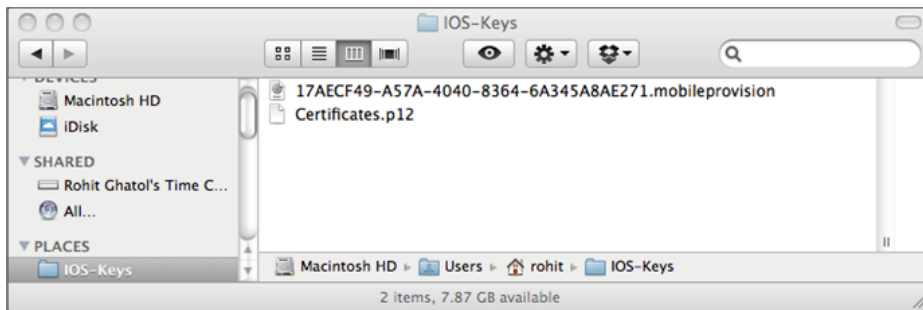 IOS-Keys
DEVICES
Macintosh HD
iDisk
SHARED
Rohit Ghatol's Time C...
All...
PLACES
IOS-Keys
17AECF49-A57A-4040-8364-6A345A8AE271.mobileprovision
Certificates.p12
Macintosh HD ▸ Users ▸ rohit ▸ IOS-Keys
2 items, 7.87 GB available